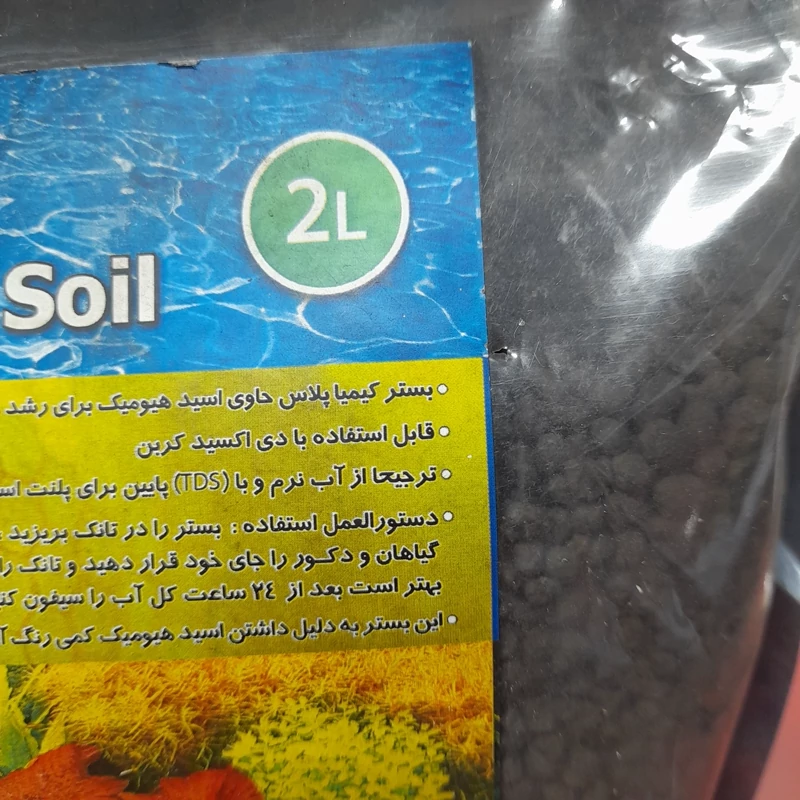 2L
Soil
بستر کیمیا پلاس حاوی اسید هیومیک برای رشد
قابل استفاده با دی اکسید کربن
ترجیحا از آب نرم و با (TDS) پایین برای پلنت
دستورالعمل استفاده : بستر را در تانک بریزید
گیاهان و دکور را جای خود قرار دهید و تانک را
بهتر است بعد از ۲٤ ساعت کل آب را سیفون
این بستر به دلیل داشتن اسید هیومیک کمی رنگ